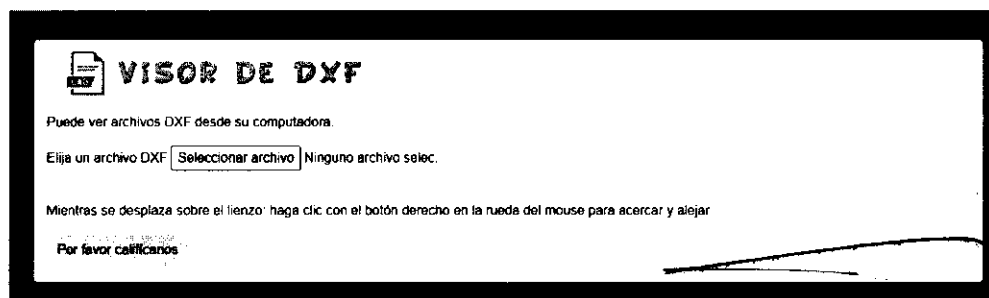 VISOR DE DXF
Puede ver archivos DXF desde su computadora.
Elija un archivo DXF Seleccionar archivo Ninguno archivo selec.
Mientras se desplaza sobre el lienzo: haga clic con el botón derecho en la rueda del mouse para acercar y alejar
Por favor calificanos